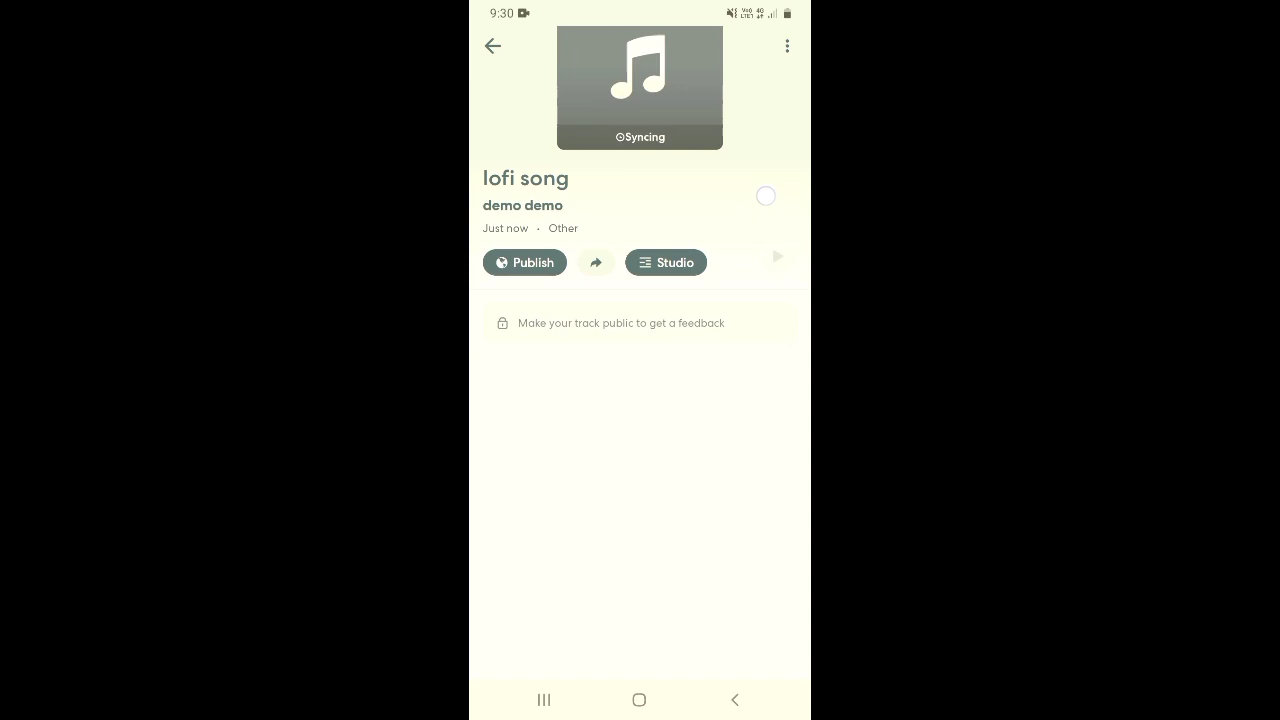 9:30
4G
Syncing
lofi song
demo demo
Just now · Other
Publish
Studio
Make your track public to get a feedback